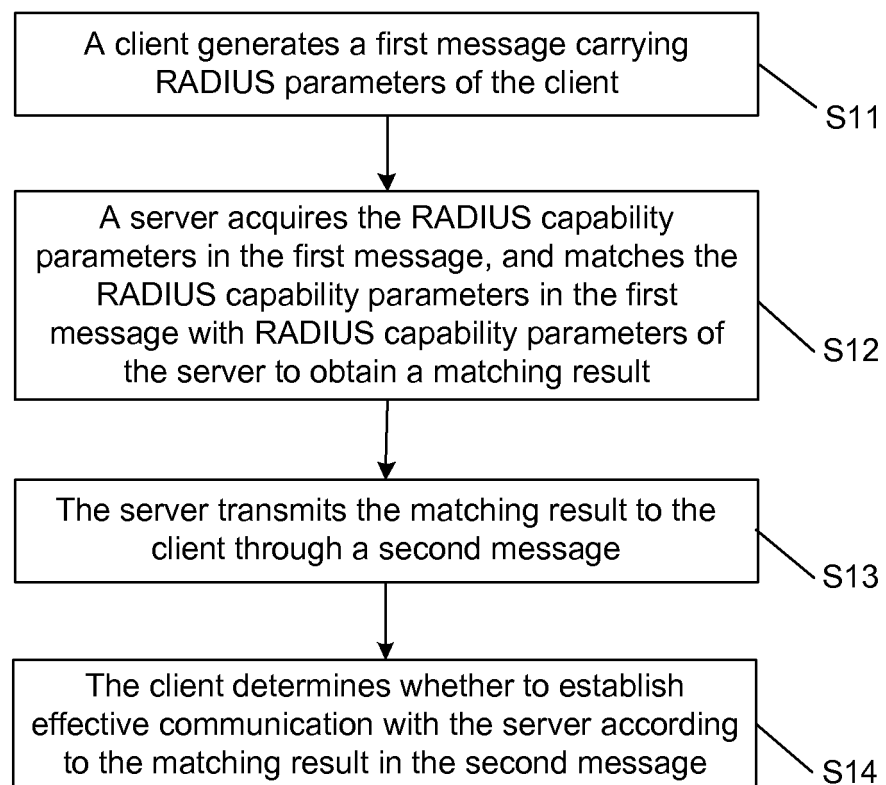 A client generates a first message carrying
RADIUS parameters of the client
S11
A server acquires the RADIUS capability
parameters in the first message, and matches the
RADIUS capability parameters in the first
message with RADIUS capability parameters of
the server to obtain a matching result
S12
The server transmits the matching result to the
client through a second message
S13
The client determines whether to establish
effective communication with the server according
to the matching result in the second message
S14